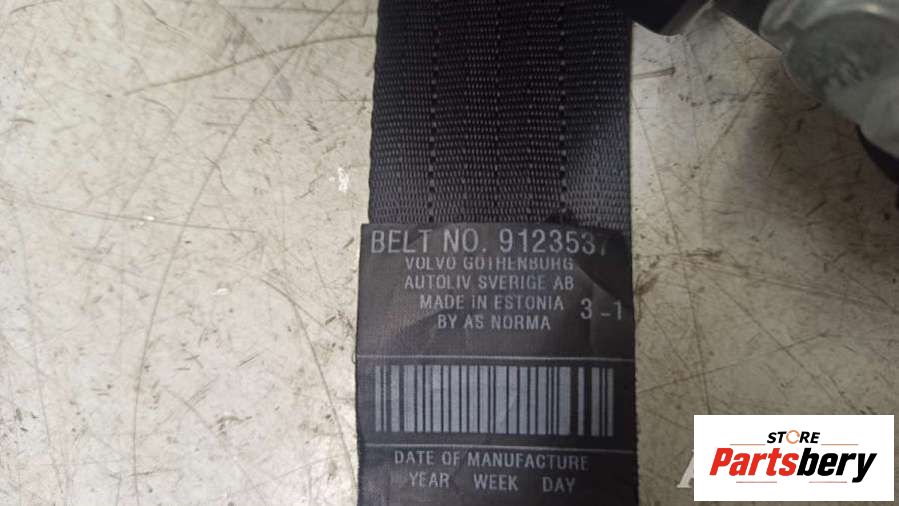 BELT NO. 9123537
VOLVO GOTHENBURG
AUTOLIV SVERIGE AB
MADE IN ESTONIA 3-1
BY AS NORMA
DATE OF MANUFACTURE
YEAR WEEK DAY
STORE
Partsbery